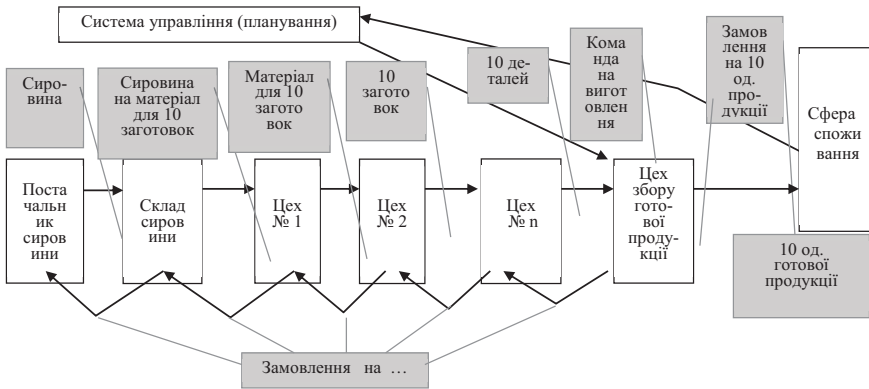 Система управління (планування)
Сиро-
вина
Сировина
на матеріал
для 10
заготовок
Матеріал
для 10
загото
вок
10
загото
вок
10 де-
талей
Кома
нда
на
вигот
овлен
ня
Замов
лення
на 10
од.
про-
дукції
Сфера
спожи
вання
Поста
чальн
ик
сиров
ини
Склад
сиров
ини
Цех
№ 1
Цех
№ 2
Цех
№ n
Цех
збору
гото-
вої
проду-
кції
10 од.
готової
продукції
Замовлення на …